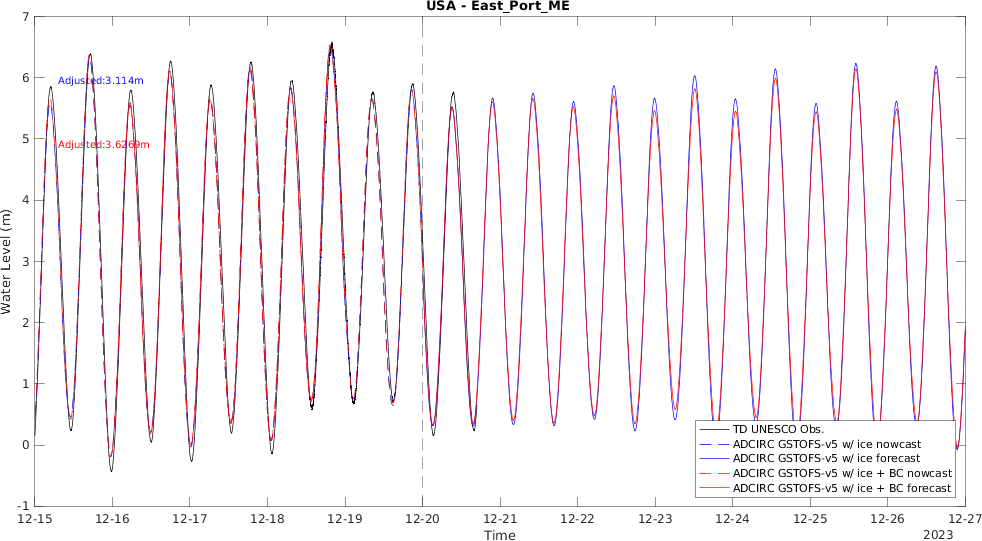 USA - East_Port_ME
7
6
5
4
3
2
1
0
-1
Water Level (m)
Adjusted:3.114m
Adjusted:3.6269m
TD UNESCO Obs.
ADCIRC GSTOFS-v5 w/ ice nowcast
ADCIRC GSTOFS-v5 w/ ice forecast
ADCIRC GSTOFS-v5 w/ ice + BC nowcast
ADCIRC GSTOFS-v5 w/ ice + BC forecast
12-15 12-16 12-17 12-18 12-19 12-20 12-21 12-22 12-23 12-24 12-25 12-26 12-27
Time
2023